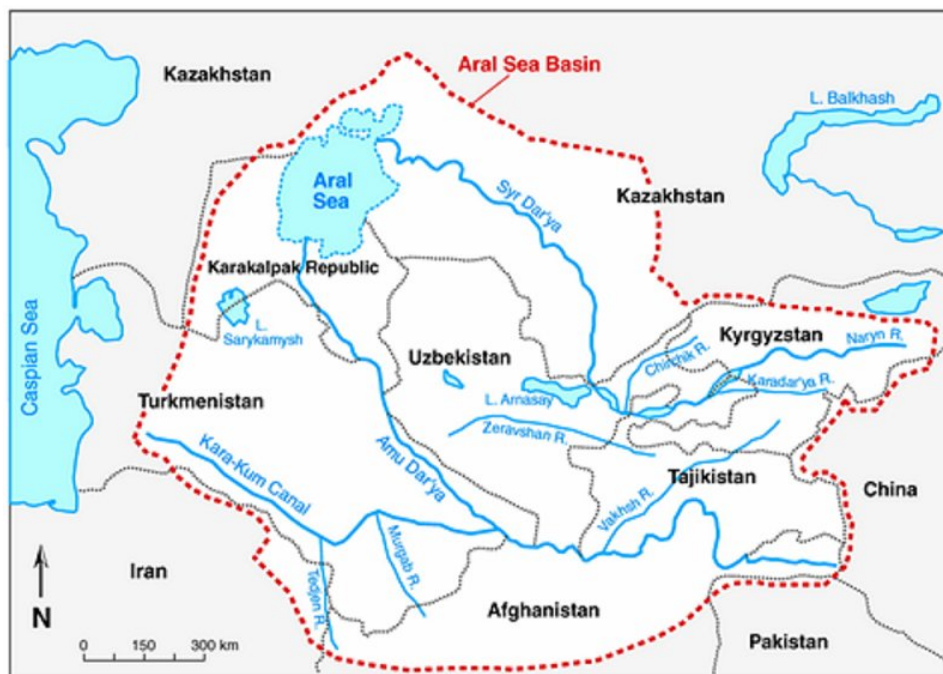 Kazakhstan
Aral Sea Basin
L. Balkhash
Aral
Sea
Syr Dar'ya
Kazakhstan
Karakalpak Republic
Caspian Sea
L.
Sarykamysh
Uzbekistan
Kyrgyzstan
Naryn R.
Chirchik R.
Karadar'ya R.
L. Arnasay
Turkmenistan
Zeravshan R.
Kara-Kum Canal
Amu Dar'ya
Vakhsh R.
Tajikistan
China
Murgab R.
Tedjen R.
Iran
Afghanistan
Pakistan
N
0 150 300 km